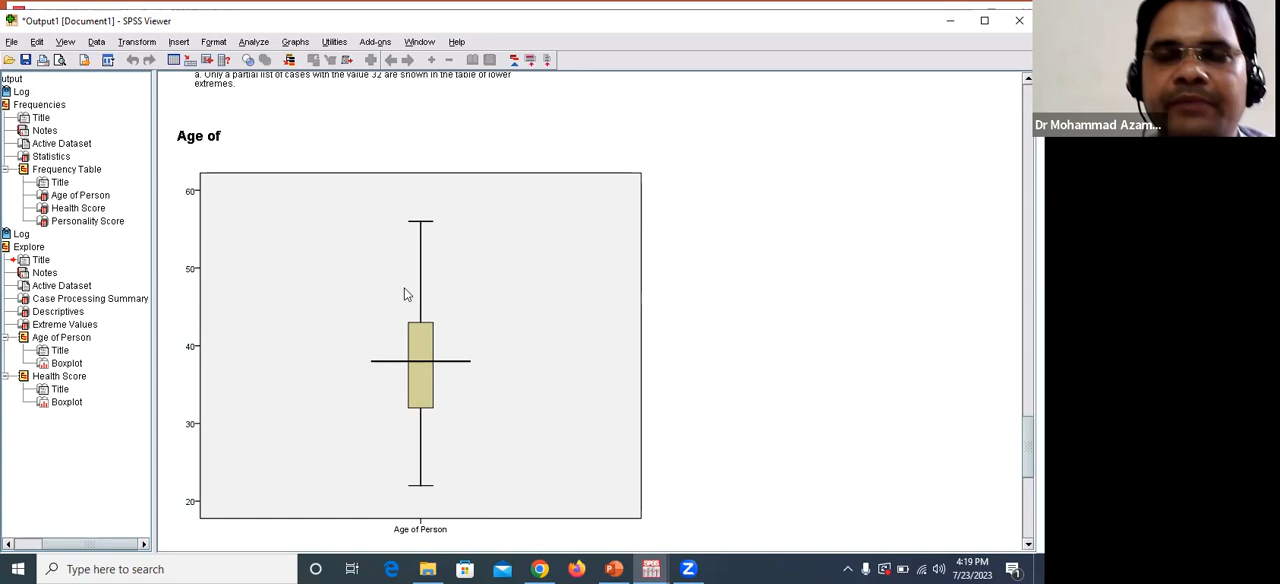 *Output1 [Document1] - SPSS Viewer
File Edit View Data Transform Insert Format Analyze Graphs Utilities Add-ons Window Help
utput
Log
Frequencies
Title
Notes
Active Dataset
Statistics
Frequency Table
Title
Age of Person
Health Score
Personality Score
Log
Explore
Title
Notes
Active Dataset
Case Processing Summary
Descriptives
Extreme Values
Age of Person
Title
Boxplot
Health Score
Title
Boxplot
a. Only a partial list of cases with the value 32 are shown in the table of lower
extremes.
Age of
60
50
40
30
20
Age of Person
Dr Mohammad Azam...
Type here to search
SPSS
4:19 PM
7/23/2023
1